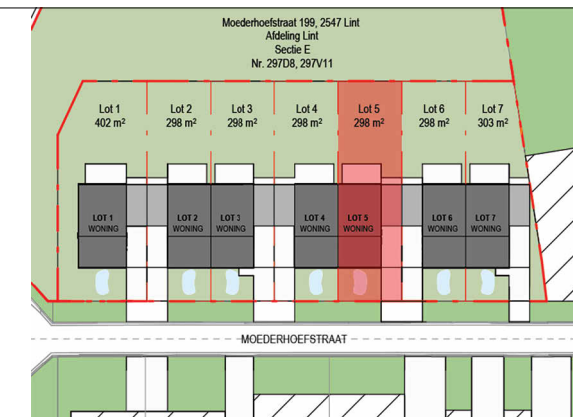 Moederhoefstraat 199, 2547 Lint
Afdeling Lint
Sectie E
Nr. 297D8, 297V11
Lot 1
402 m²
Lot 2
298 m²
Lot 3
298 m²
Lot 4
298 m²
Lot 5
298 m²
Lot 6
298 m²
Lot 7
303 m²
LOT 1
WONING
LOT 2
WONING
LOT 3
WONING
LOT 4
WONING
LOT 5
WONING
LOT 6
WONING
LOT 7
WONING
MOEDERHOEFSTRAAT